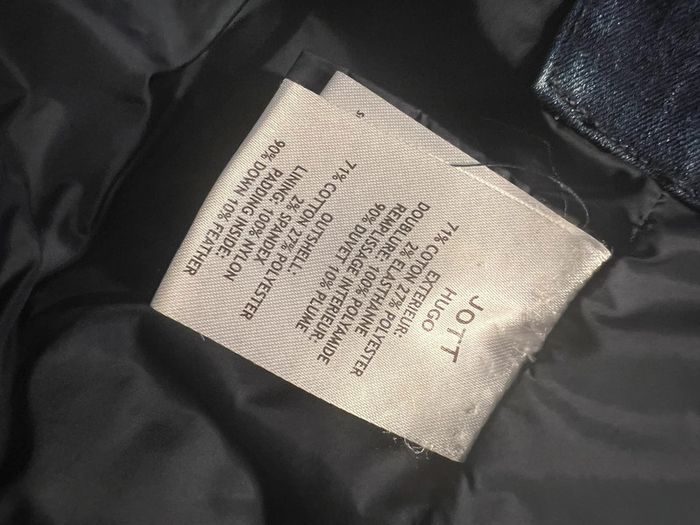 JOTT
HUGO
EXTEREUR:
71% COTON 27% POLYESTER
2% ELASTHANNE
DOUBLURE: 100% POLYAMIDE
REMPLISSAGE INTERIEUR:
90% DUVET 10% PLUME
OUTSHELL:
71% COTTON 27% POLYESTER
2% SPANDEX
LINING: 100% NYLON
PADDING INSIDE:
90% DOWN 10% FEATHER